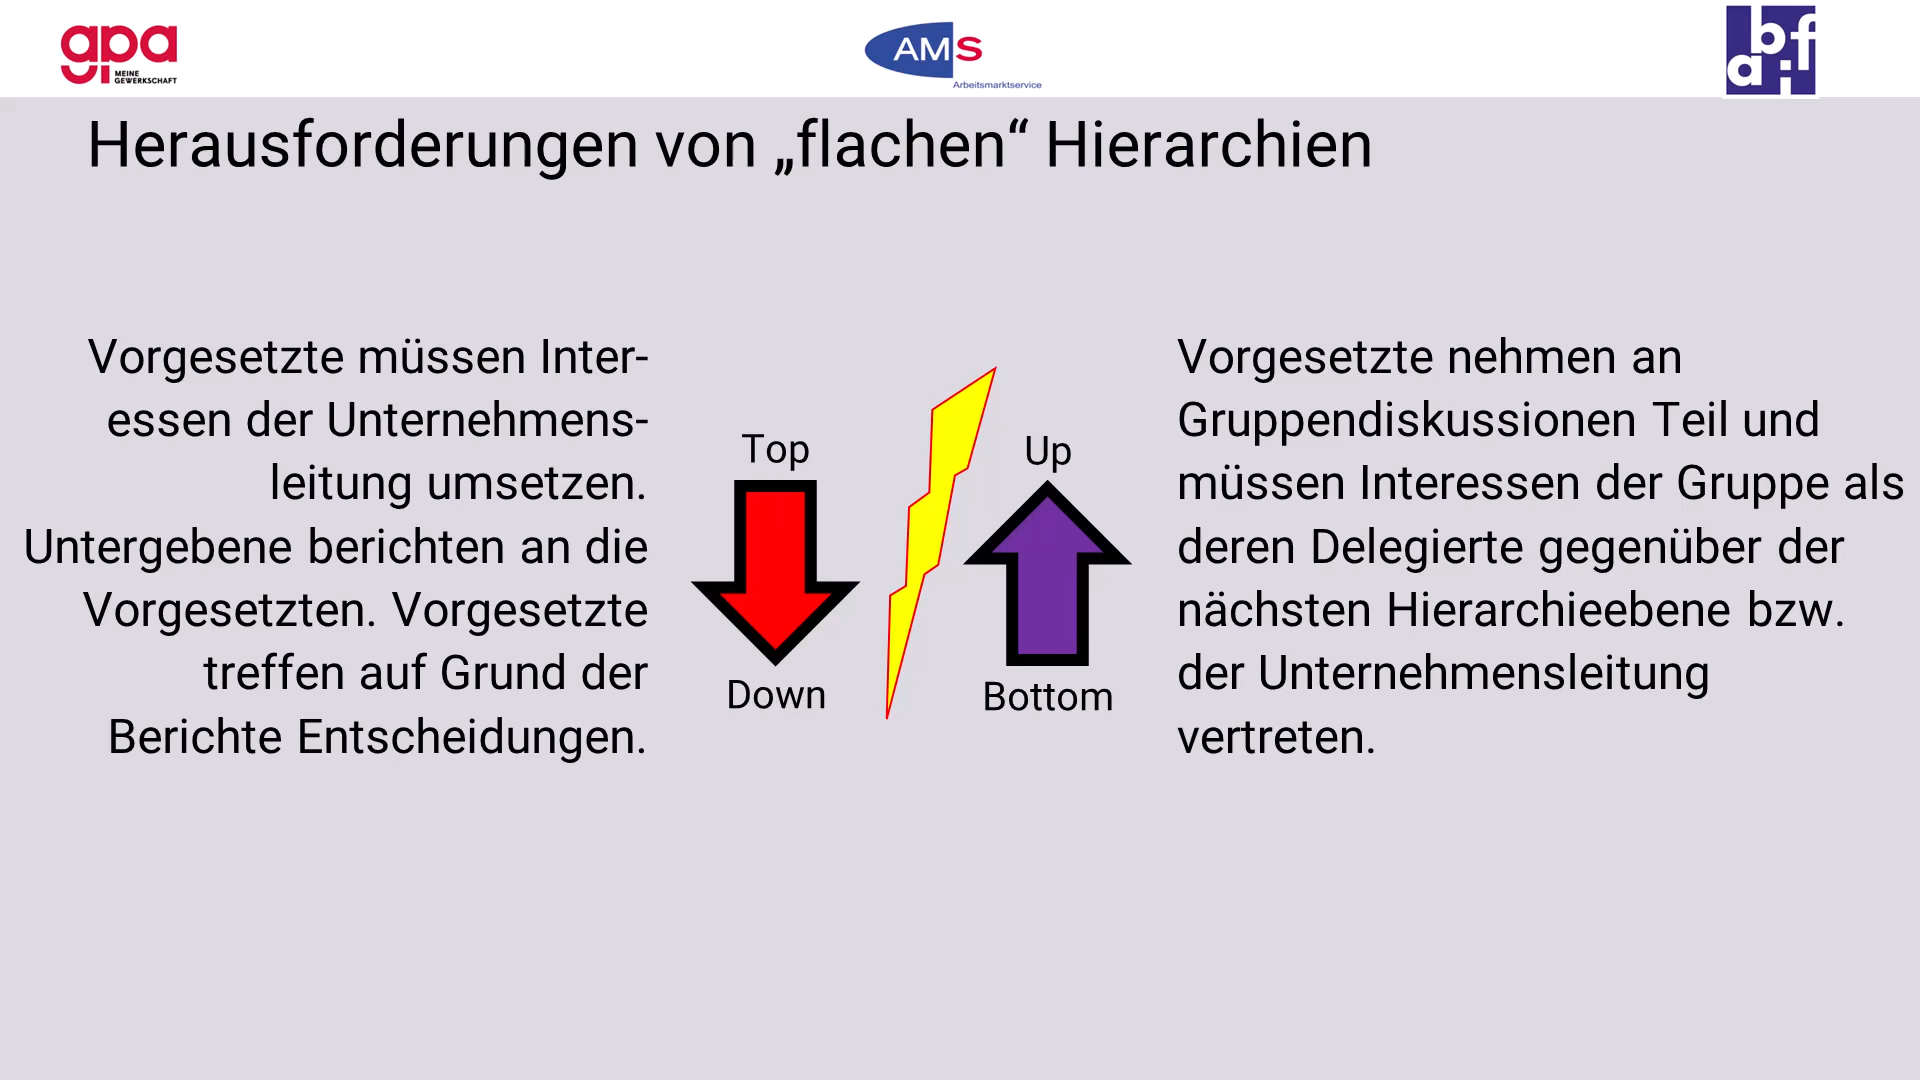 gpa
MEINE
GEWERKSCHAFT
AMS
Arbeitsmarktservice
abif
Herausforderungen von „flachen“ Hierarchien
Vorgesetzte müssen Inter-
essen der Unternehmens-
leitung umsetzen.
Untergebene berichten an die
Vorgesetzten. Vorgesetzte
treffen auf Grund der
Berichte Entscheidungen.
Top
Down
Up
Bottom
Vorgesetzte nehmen an
Gruppendiskussionen Teil und
müssen Interessen der Gruppe als
deren Delegierte gegenüber der
nächsten Hierarchieebene bzw.
der Unternehmensleitung
vertreten.